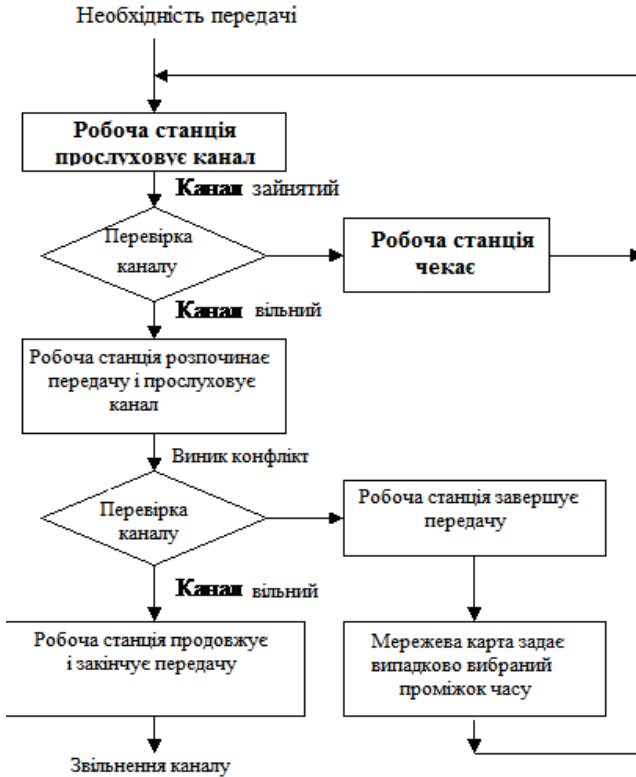 Необхідність передачі
Робоча станція
прослуховує канал
Канал зайнятий
Перевірка
каналу
Робоча станція
чекає
Канал вільний
Робоча станція розпочинає
передачу і прослуховує
канал
Виник конфлікт
Перевірка
каналу
Робоча станція завершує
передачу
Канал вільний
Робоча станція продовжує
і закінчує передачу
Мережева карта задає
випадково вибраний
проміжок часу
Звільнення каналу